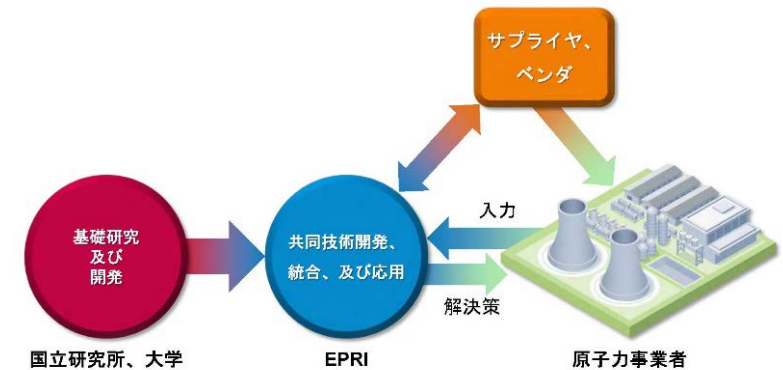 サプライヤ、
ベンダ
基礎研究
及び
開発
共同技術開発、
統合、及び応用
入力
解決策
国立研究所、大学
EPRI
原子力事業者